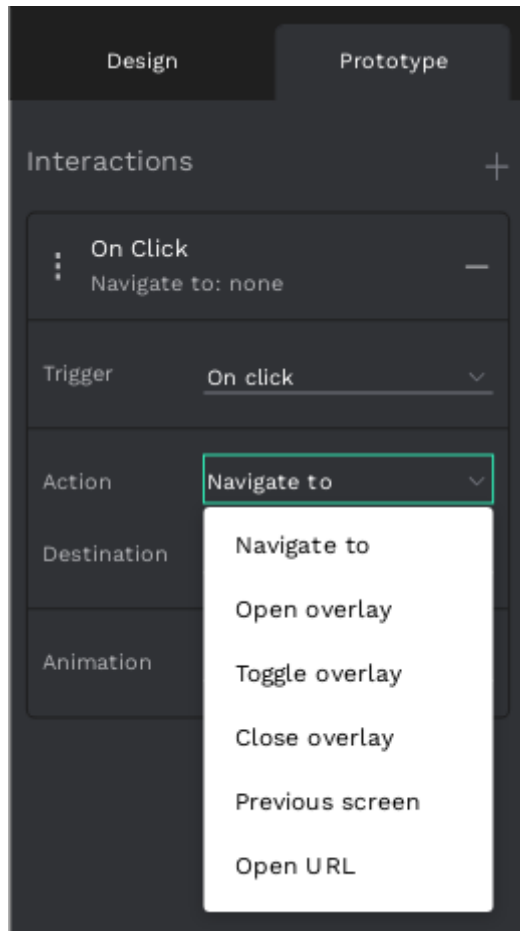 Design
Prototype
Interactions
On Click
Navigate to: none
Trigger
On click
Action
Navigate to
Destination
Navigate to
Open overlay
Animation
Toggle overlay
Close overlay
Previous screen
Open URL